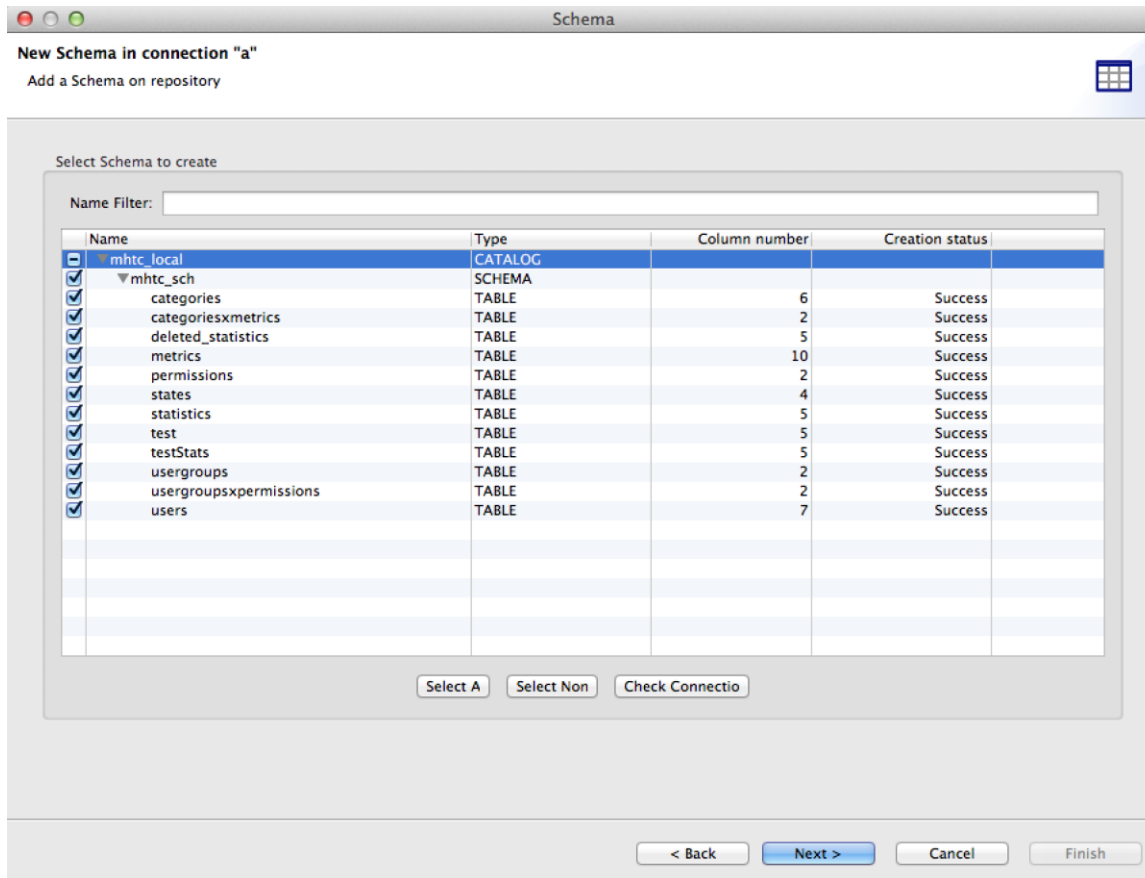 Schema
New Schema in connection "a"
Add a Schema on repository
Select Schema to create
Name Filter:
Name Type Column number Creation status
mhtc_local CATALOG
mhtc_sch SCHEMA
categories TABLE 6 Success
categoriesxmetrics TABLE 2 Success
deleted_statistics TABLE 5 Success
metrics TABLE 10 Success
permissions TABLE 2 Success
states TABLE 4 Success
statistics TABLE 5 Success
test TABLE 5 Success
testStats TABLE 5 Success
usergroups TABLE 2 Success
usergroupsxpermissions TABLE 2 Success
users TABLE 7 Success
Select A Select Non Check Connectio
< Back Next > Cancel Finish